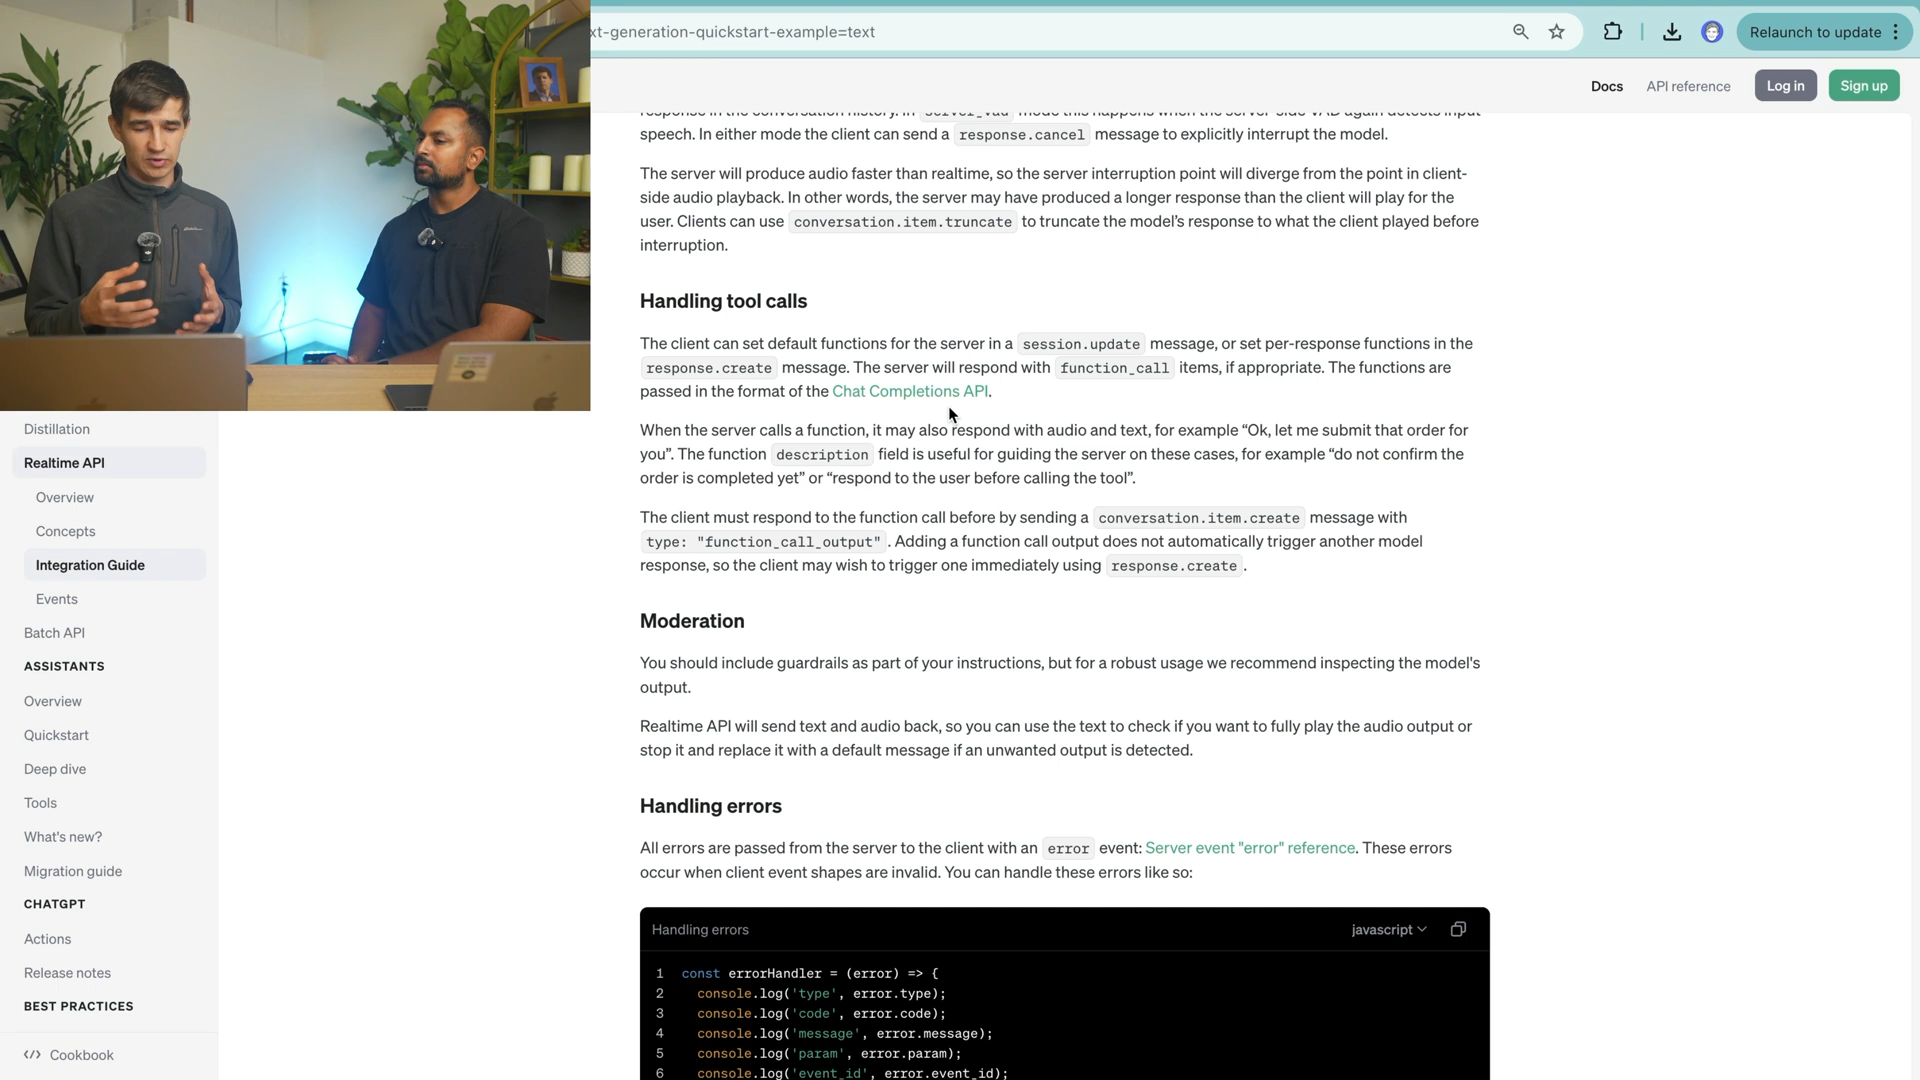 xt-generation-quickstart-example=text
Relaunch to update
Docs
API reference
Log in
Sign up
response in the conversation history. In server_vad mode this happens when the server-side VAD again detects input
speech. In either mode the client can send a response.cancel message to explicitly interrupt the model.
The server will produce audio faster than realtime, so the server interruption point will diverge from the point in client-
side audio playback. In other words, the server may have produced a longer response than the client will play for the
user. Clients can use conversation.item.truncate to truncate the model’s response to what the client played before
interruption.
Handling tool calls
The client can set default functions for the server in a session.update message, or set per-response functions in the
response.create message. The server will respond with function_call items, if appropriate. The functions are
passed in the format of the Chat Completions API.
When the server calls a function, it may also respond with audio and text, for example “Ok, let me submit that order for
you”. The function description field is useful for guiding the server on these cases, for example “do not confirm the
order is completed yet” or “respond to the user before calling the tool”.
The client must respond to the function call before by sending a conversation.item.create message with
type: "function_call_output" . Adding a function call output does not automatically trigger another model
response, so the client may wish to trigger one immediately using response.create .
Moderation
You should include guardrails as part of your instructions, but for a robust usage we recommend inspecting the model's
output.
Realtime API will send text and audio back, so you can use the text to check if you want to fully play the audio output or
stop it and replace it with a default message if an unwanted output is detected.
Handling errors
All errors are passed from the server to the client with an error event: Server event "error" reference. These errors
occur when client event shapes are invalid. You can handle these errors like so:
Handling errors
javascript
1 const errorHandler = (error) => {
2 console.log('type', error.type);
3 console.log('code', error.code);
4 console.log('message', error.message);
5 console.log('param', error.param);
6 console.log('event_id', error.event_id);
Distillation
Realtime API
Overview
Concepts
Integration Guide
Events
Batch API
ASSISTANTS
Overview
Quickstart
Deep dive
Tools
What's new?
Migration guide
CHATGPT
Actions
Release notes
BEST PRACTICES
Cookbook